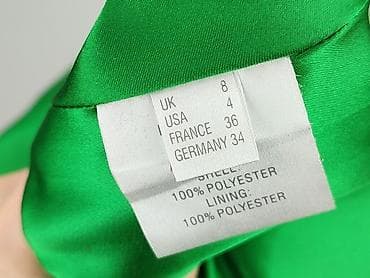 UK 8
USA 4
FRANCE 36
GERMANY 34
SHELL:
100% POLYESTER
LINING:
100% POLYESTER